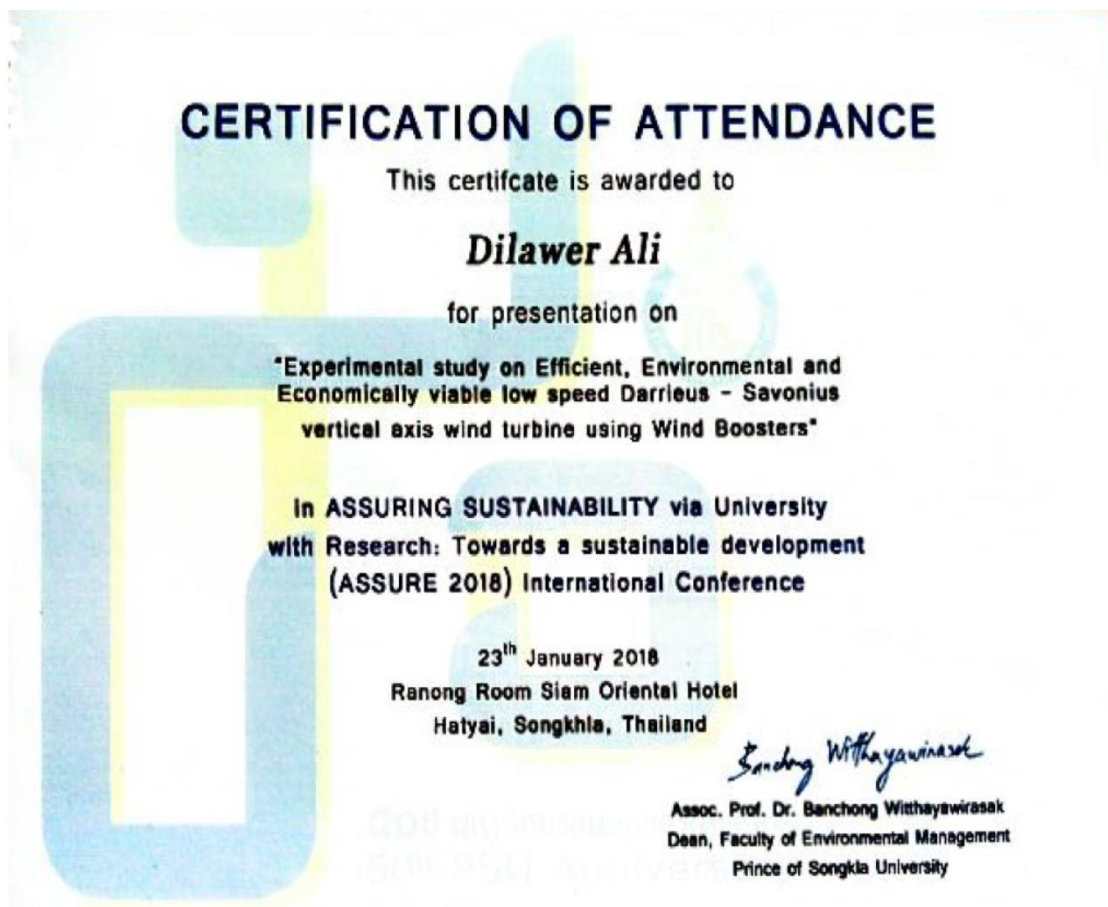 CERTIFICATION OF ATTENDANCE
This certifcate is awarded to
Dilawer Ali
for presentation on
"Experimental study on Efficient, Environmental and
Economically viable low speed Darrieus - Savonius
vertical axis wind turbine using Wind Boosters"
in ASSURING SUSTAINABILITY via University
with Research: Towards a sustainable development
(ASSURE 2018) International Conference
23th January 2018
Ranong Room Siam Oriental Hotel
Hatyai, Songkhla, Thailand
Banchong Witthayawirasak
Assoc. Prof. Dr. Banchong Witthayawirasak
Dean, Faculty of Environmental Management
Prince of Songkla University